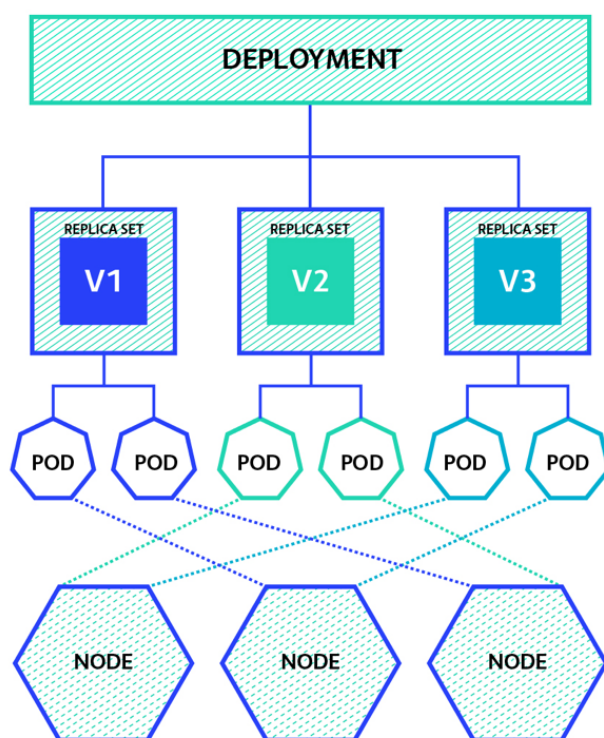 DEPLOYMENT
REPLICA SET
V1
REPLICA SET
V2
REPLICA SET
V3
POD
POD
POD
POD
POD
POD
NODE
NODE
NODE